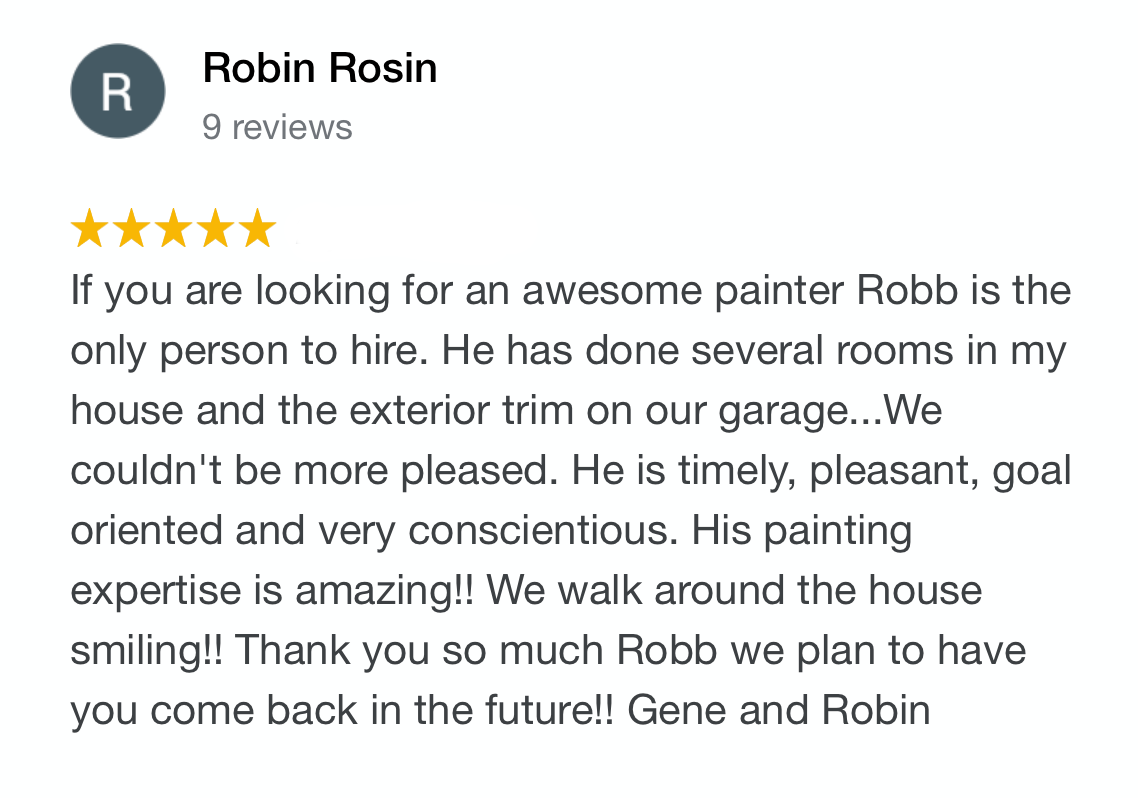 R
Robin Rosin
9 reviews
If you are looking for an awesome painter Robb is the
only person to hire. He has done several rooms in my
house and the exterior trim on our garage...We
couldn't be more pleased. He is timely, pleasant, goal
oriented and very conscientious. His painting
expertise is amazing!! We walk around the house
smiling!! Thank you so much Robb we plan to have
you come back in the future!! Gene and Robin